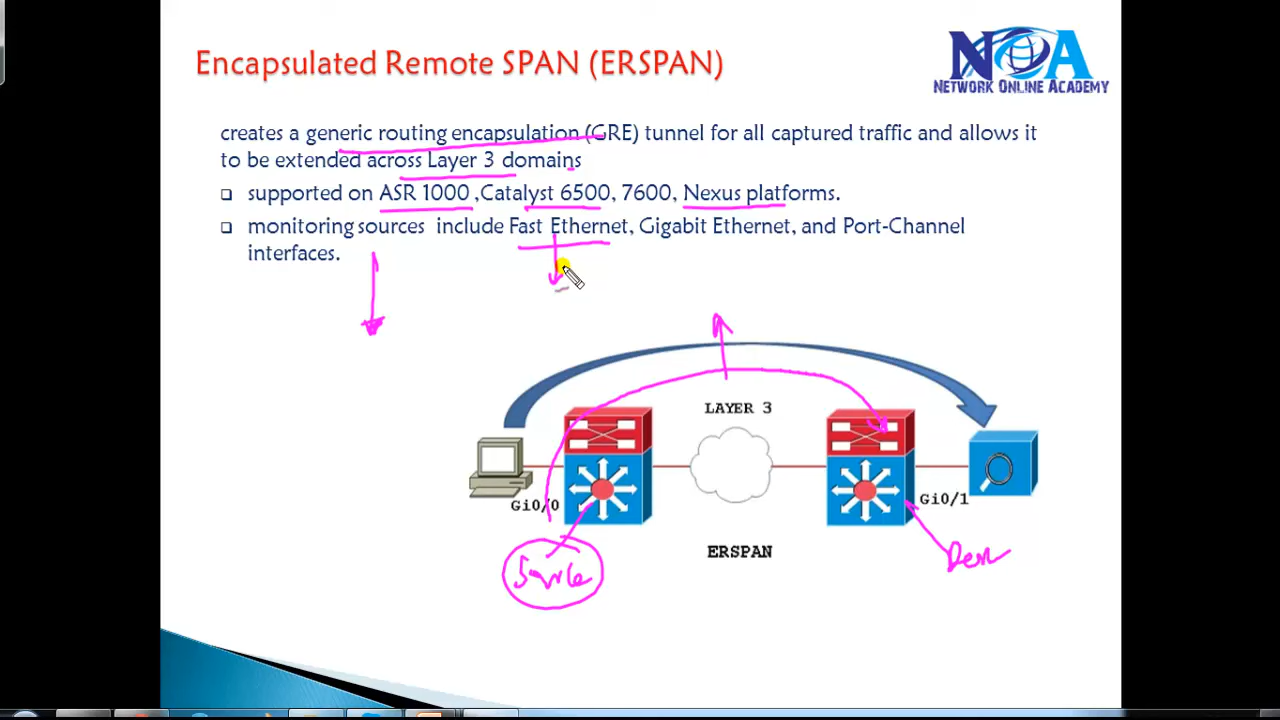 Encapsulated Remote SPAN (ERSPAN)
NOA
NETWORK ONLINE ACADEMY
creates a generic routing encapsulation (GRE) tunnel for all captured traffic and allows it
to be extended across Layer 3 domains
supported on ASR 1000 ,Catalyst 6500, 7600, Nexus platforms.
monitoring sources include Fast Ethernet, Gigabit Ethernet, and Port-Channel
interfaces.
LAYER 3
Gi0/0
Gi0/1
ERSPAN